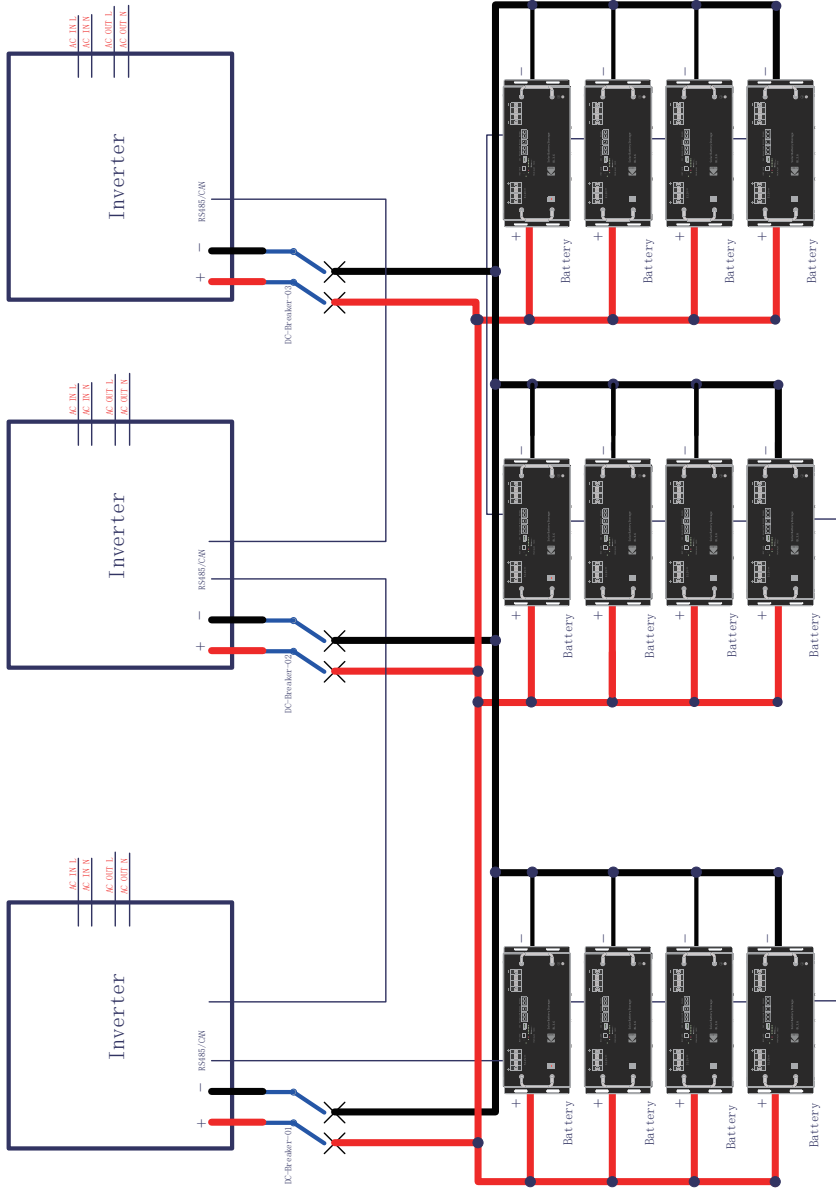 AC IN L
AC IN N
AC OUT L
AC OUT N
Inverter
RS485/CAN
−
+
DC-Breaker-03
−
−
−
−
+
+
+
+
Battery
Battery
Battery
Battery
AC IN L
AC IN N
AC OUT L
AC OUT N
Inverter
RS485/CAN
−
+
DC-Breaker-02
−
−
−
−
+
+
+
+
Battery
Battery
Battery
Battery
AC IN L
AC IN N
AC OUT L
AC OUT N
Inverter
RS485/CAN
−
+
DC-Breaker-01
−
−
−
−
+
+
+
+
Battery
Battery
Battery
Battery